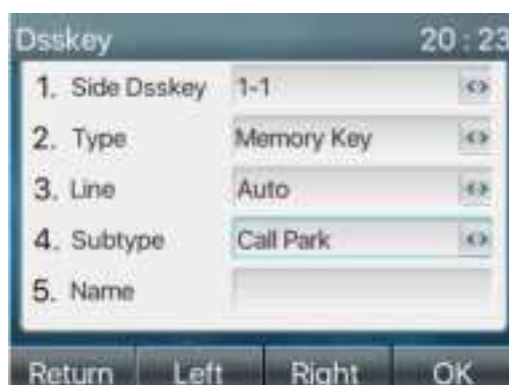 Dsskey 20 : 23
1. Side Dsskey 1-1
2. Type Memory Key
3. Line Auto
4. Subtype Call Park
5. Name
Return Left Right OK